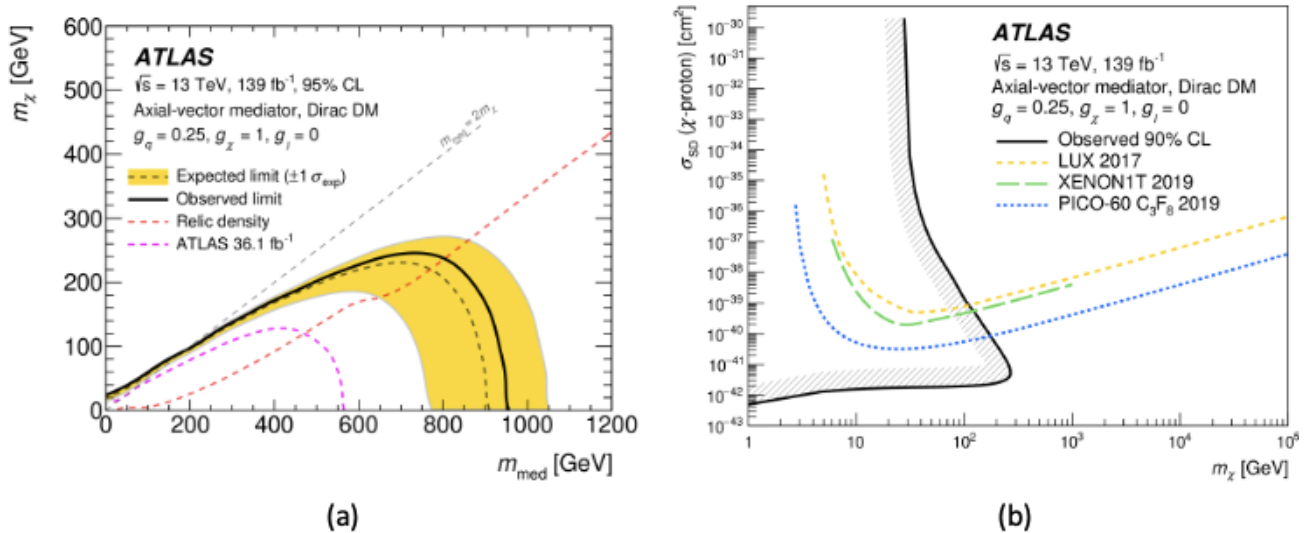 ATLAS
√s = 13 TeV, 139 fb⁻¹, 95% CL
Axial-vector mediator, Dirac DM
g_q = 0.25, g_χ = 1, g_l = 0
Expected limit (±1 σ_exp)
Observed limit
Relic density
ATLAS 36.1 fb⁻¹
m_χ [GeV]
600
500
400
300
200
100
0
0 200 400 600 800 1000 1200
m_med [GeV]
(a)
ATLAS
√s = 13 TeV, 139 fb⁻¹
Axial-vector mediator, Dirac DM
g_q = 0.25, g_χ = 1, g_l = 0
Observed 90% CL
LUX 2017
XENON1T 2019
PICO-60 C₃F₈ 2019
σ_SD (χ-proton) [cm²]
10⁻³⁰
10⁻³¹
10⁻³²
10⁻³³
10⁻³⁴
10⁻³⁵
10⁻³⁶
10⁻³⁷
10⁻³⁸
10⁻³⁹
10⁻⁴⁰
10⁻⁴¹
10⁻⁴²
10⁻⁴³
1 10 10² 10³ 10⁴ 10⁵
m_χ [GeV]
(b)